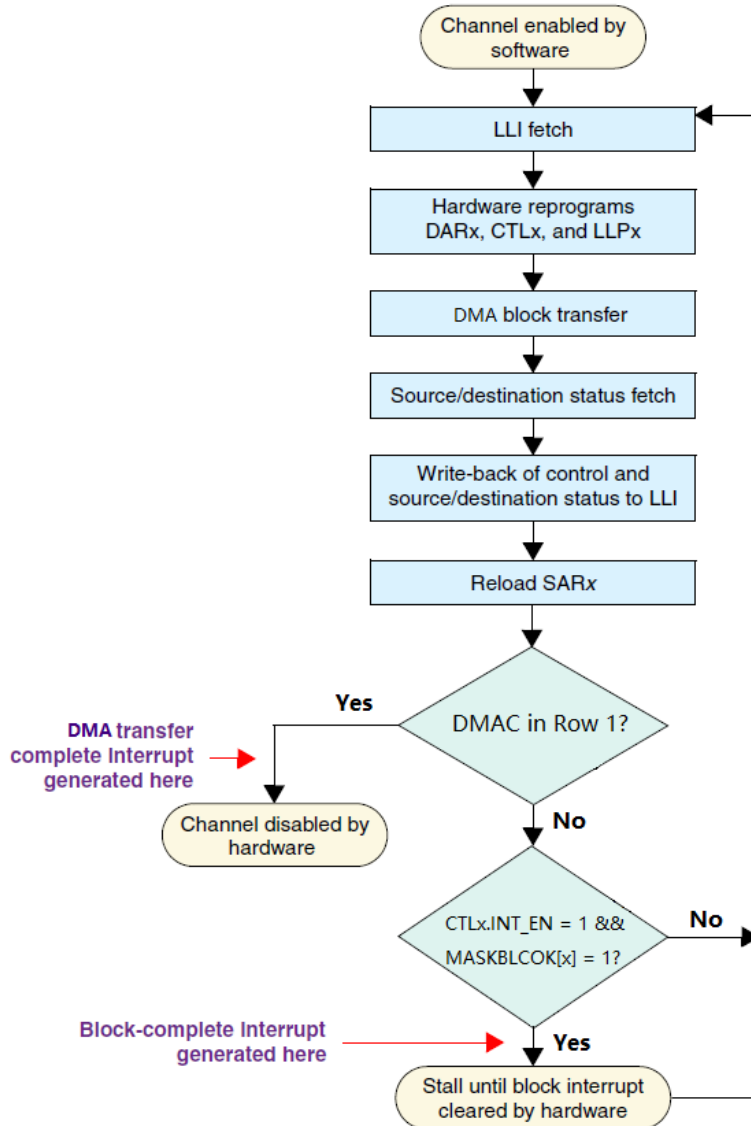 Channel enabled by
software
LLI fetch
Hardware reprograms
DARx, CTLx, and LLPx
DMA block transfer
Source/destination status fetch
Write-back of control and
source/destination status to LLI
Reload SARx
Yes
DMAC in Row 1?
DMA transfer
complete Interrupt
generated here
Channel disabled by
hardware
No
CTLx.INT_EN = 1 &&
MASKBLCOK[x] = 1?
No
Block-complete Interrupt
generated here
Yes
Stall until block interrupt
cleared by hardware